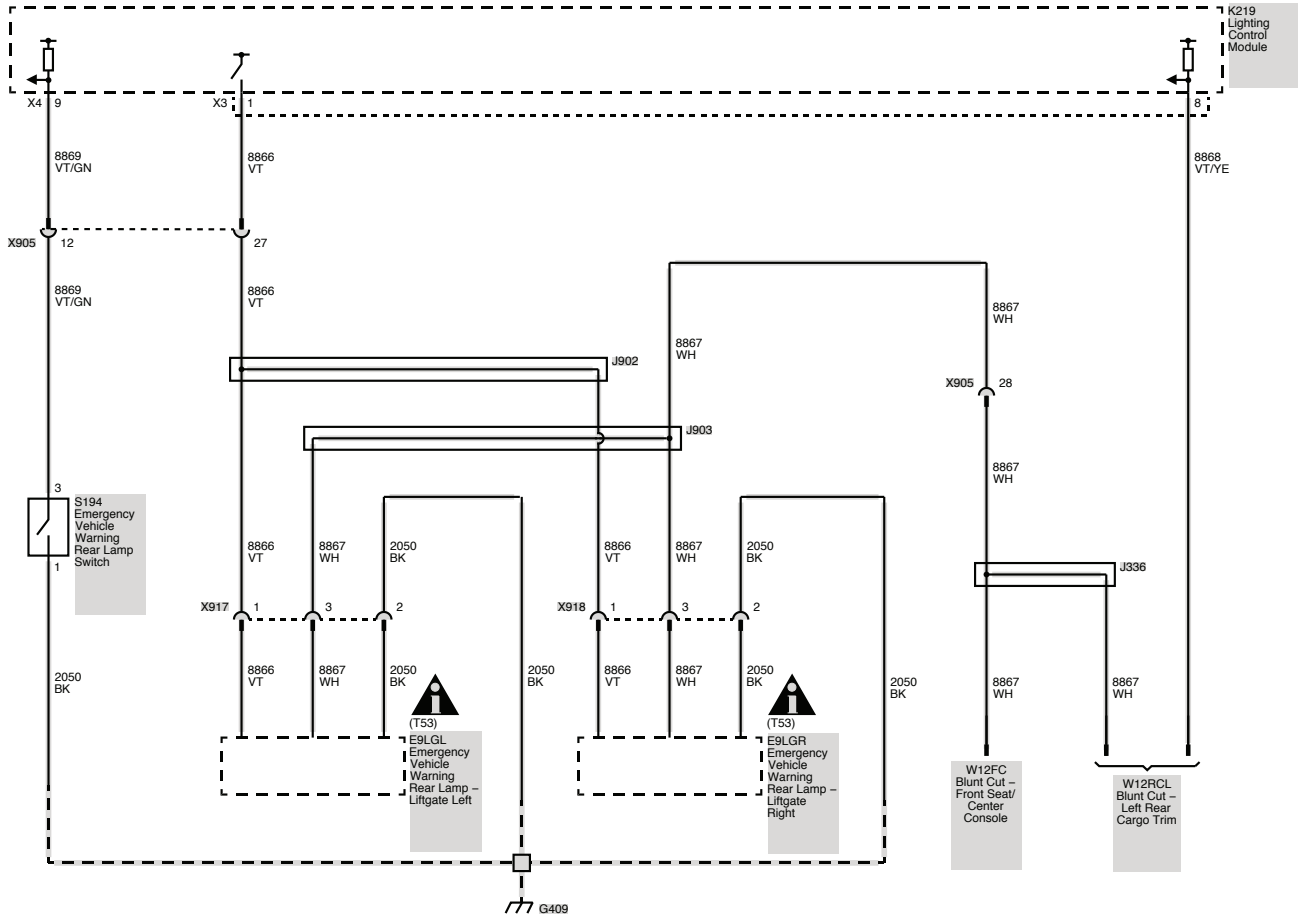 K219
Lighting
Control
Module
X4 9
X3 1
8
8869
VT/GN
8866
VT
8868
VT/YE
X905 12
27
8869
VT/GN
8866
VT
8867
WH
8867
WH
J902
X905 28
J903
8867
WH
3
S194
Emergency
Vehicle
Warning
Rear Lamp
Switch
1
8866
VT
8867
WH
2050
BK
8866
VT
8867
WH
2050
BK
J336
X917 1 3 2
X918 1 3 2
2050
BK
8866
VT
8867
WH
2050
BK
2050
BK
8866
VT
8867
WH
2050
BK
2050
BK
8867
WH
8867
WH
i
(T53)
E9LGL
Emergency
Vehicle
Warning
Rear Lamp –
Liftgate Left
i
(T53)
E9LGR
Emergency
Vehicle
Warning
Rear Lamp –
Liftgate
Right
W12FC
Blunt Cut –
Front Seat/
Center
Console
W12RCL
Blunt Cut –
Left Rear
Cargo Trim
G409